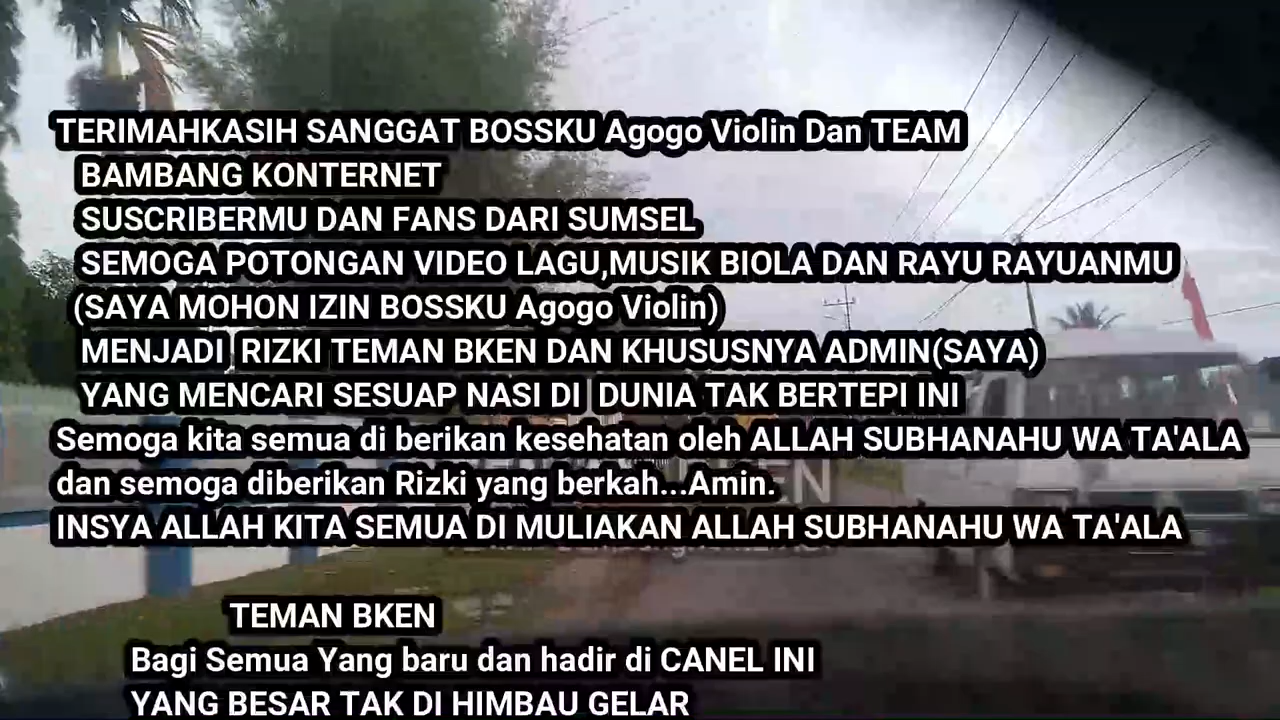 TERIMAHKASIH SANGGAT BOSSKU Agogo Violin Dan TEAM
BAMBANG KONTERNET
SUSCRIBERMU DAN FANS DARI SUMSEL
SEMOGA POTONGAN VIDEO LAGU,MUSIK BIOLA DAN RAYU RAYUANMU
(SAYA MOHON IZIN BOSSKU Agogo Violin)
MENJADI RIZKI TEMAN BKEN DAN KHUSUSNYA ADMIN(SAYA)
YANG MENCARI SESUAP NASI DI DUNIA TAK BERTEPI INI
Semoga kita semua di berikan kesehatan oleh ALLAH SUBHANAHU WA TA'ALA
dan semoga diberikan Rizki yang berkah...Amin.
INSYA ALLAH KITA SEMUA DI MULIAKAN ALLAH SUBHANAHU WA TA'ALA
TEMAN BKEN
Bagi Semua Yang baru dan hadir di CANEL INI
YANG BESAR TAK DI HIMBAU GELAR